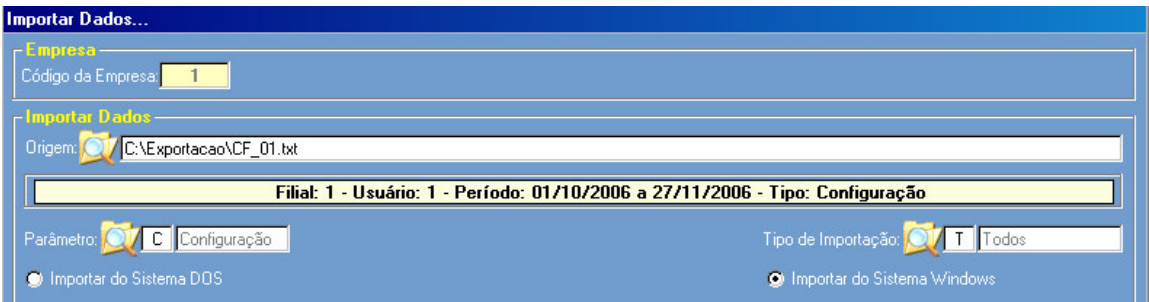 Importar Dados...
Empresa
Código da Empresa: 1
Importar Dados
Origem: C:\Exportacao\CF_01.txt
Filial: 1 - Usuário: 1 - Período: 01/10/2006 a 27/11/2006 - Tipo: Configuração
Parâmetro: C Configuração Tipo de Importação: T Todos
Importar do Sistema DOS Importar do Sistema Windows